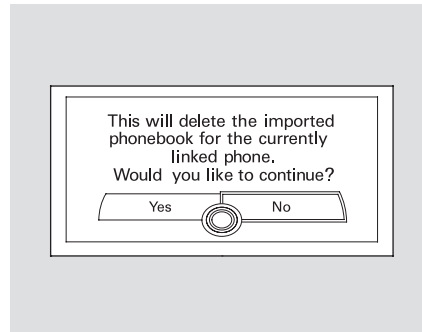 This will delete the imported
phonebook for the currently
linked phone.
Would you like to continue?
Yes
No